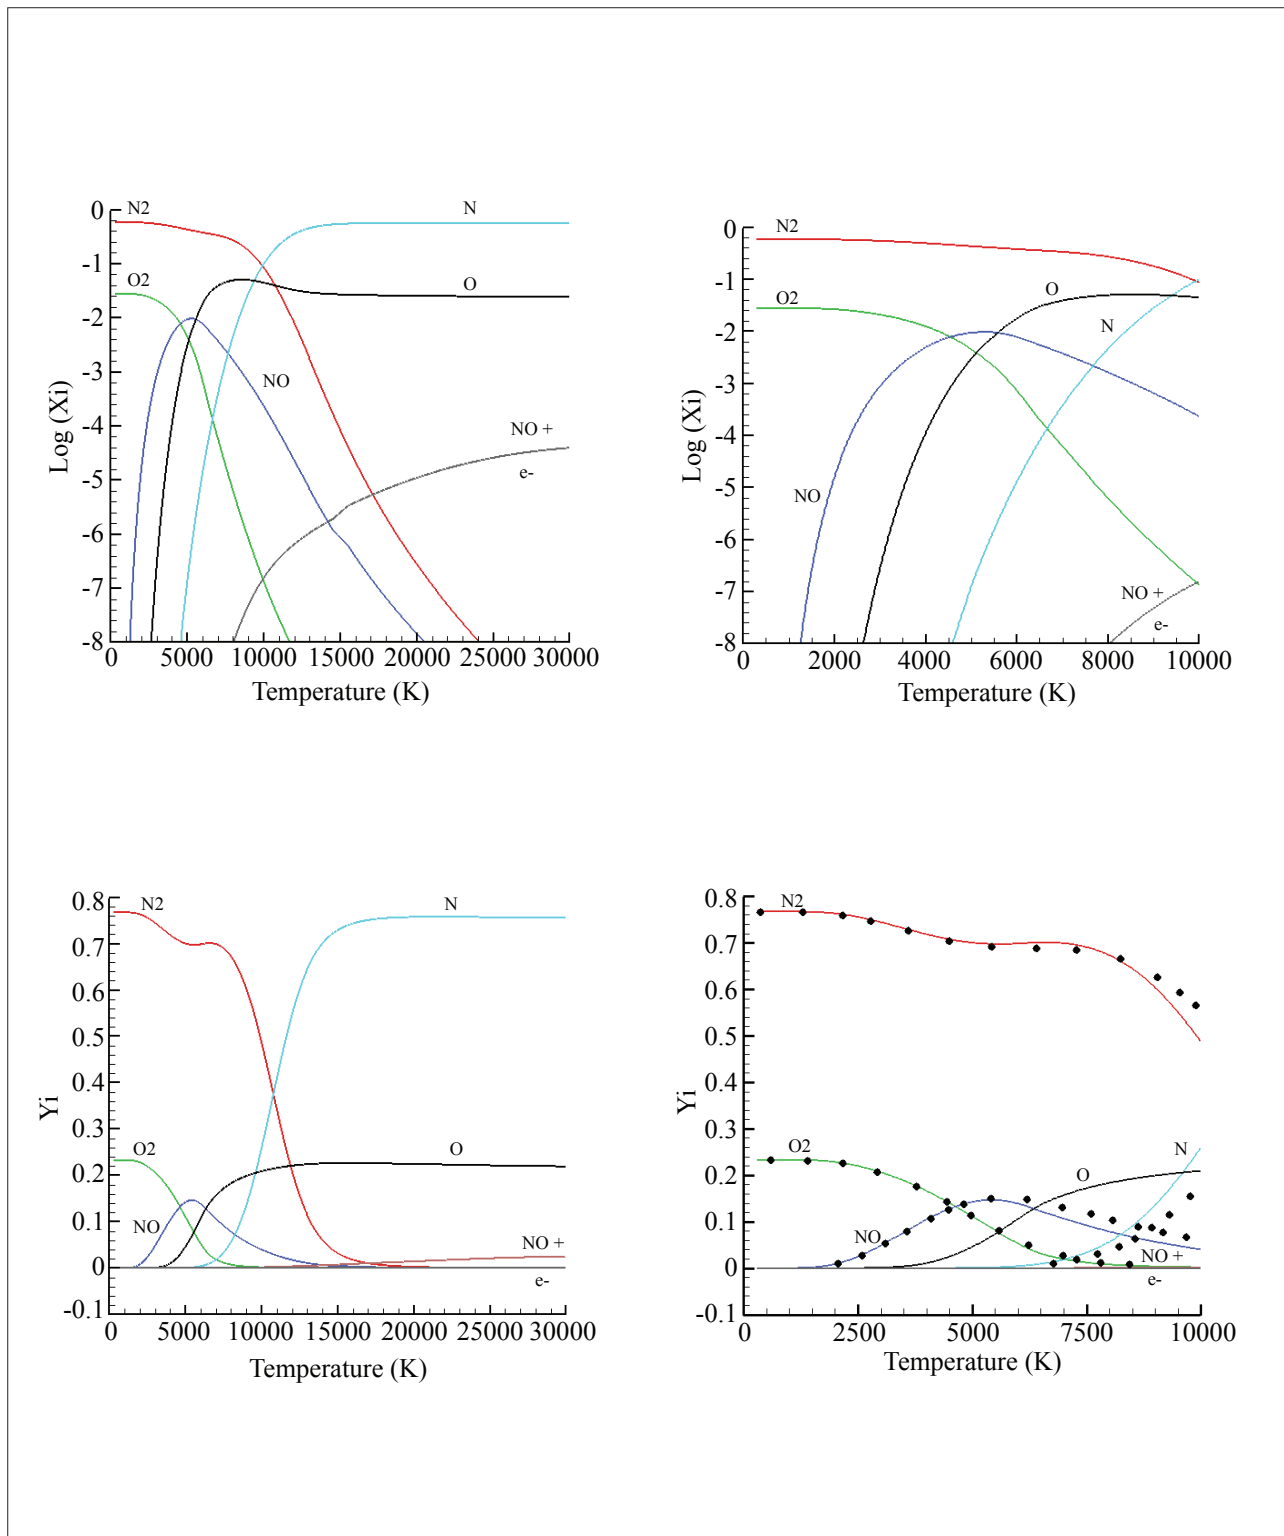 0
-1
-2
-3
-4
-5
-6
-7
-8
Log (Xi)
N2
O2
NO
N
O
NO +
e-
0 5000 10000 15000 20000 25000 30000
Temperature (K)
0
-1
-2
-3
-4
-5
-6
-7
-8
Log (Xi)
N2
O2
O
N
NO
NO +
e-
0 2000 4000 6000 8000 10000
Temperature (K)
0.8
0.7
0.6
0.5
0.4
0.3
0.2
0.1
0
-0.1
Yi
N2
N
O2
O
NO
NO +
e-
0 5000 10000 15000 20000 25000 30000
Temperature (K)
0.8
0.7
0.6
0.5
0.4
0.3
0.2
0.1
0
-0.1
Yi
N2
O2
N
O
NO
NO +
e-
0 2500 5000 7500 10000
Temperature (K)